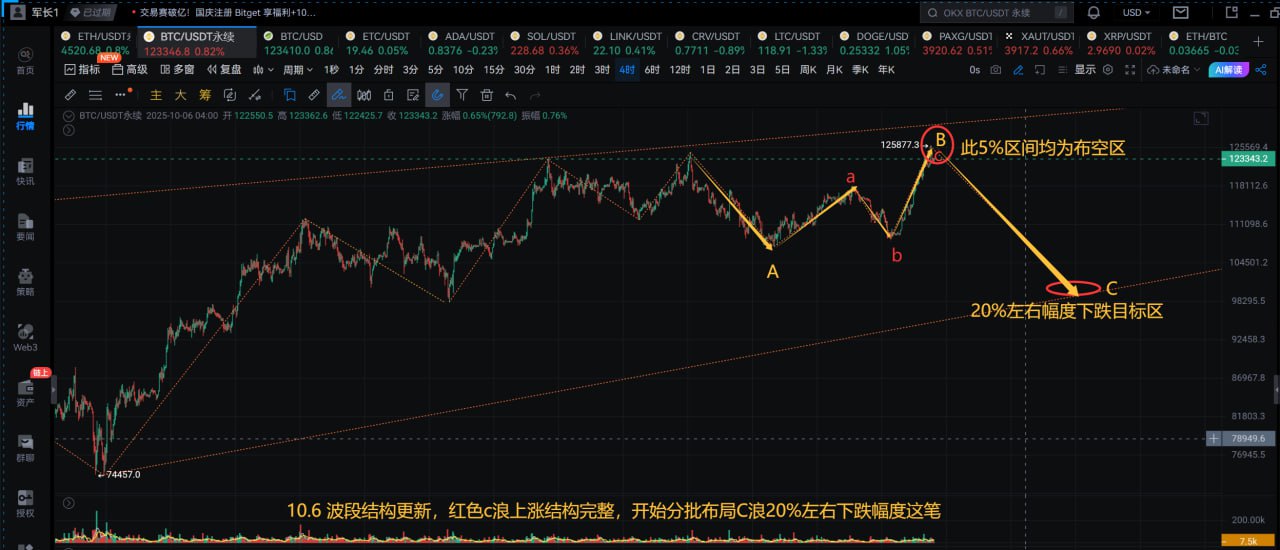 军长1 已过期 • 交易赛破亿！国庆注册 Bitget 享福利+10... OKX BTC/USDT 永续 / USD
ETH/USDT永 BTC/USDT永续 BTC/USD ETC/USDT ADA/USDT SOL/USDT LINK/USDT CRV/USDT LTC/USDT DOGE/USD PAXG/USD XAUT/USD XRP/USDT ETH/BTC
4520.68 0.8% 123346.8 0.82% 123410.0 0.86 19.46 0.05% 0.8376 -0.23% 228.68 0.36% 22.10 0.41% 0.7711 -0.89% 118.91 -1.33% 0.25332 1.05% 3920.62 0.51% 3917.2 0.66% 2.9690 0.02% 0.03665 -0.03
NEW
指标 高级 多窗 复盘 周期 1秒 1分 3分 5分 10分 15分 30分 1时 2时 3时 4时 6时 12时 1日 2日 3日 5日 周K 月K 季K 年K 0s 显示 未命名 AI解读
主 大 筹
首页
行情
快讯
要闻
策略
Web3
链上
资产
群聊
授权
BTC/USDT永续 2025-10-06 04:00 开 122550.5 高 123362.6 低 122425.7 收 123343.2 涨幅 0.65%(792.8) 振幅 0.76%
125877.3
B
此5%区间均为布空区
a
b
A
C
20%左右幅度下跌目标区
74457.0
10.6 波段结构更新，红色c浪上涨结构完整，开始分批布局C浪20%左右下跌幅度这笔
125569.4
123343.2
118112.6
111098.5
104501.2
98295.5
92458.3
86967.8
81803.3
78949.6
76945.5
200.00k
7.5k